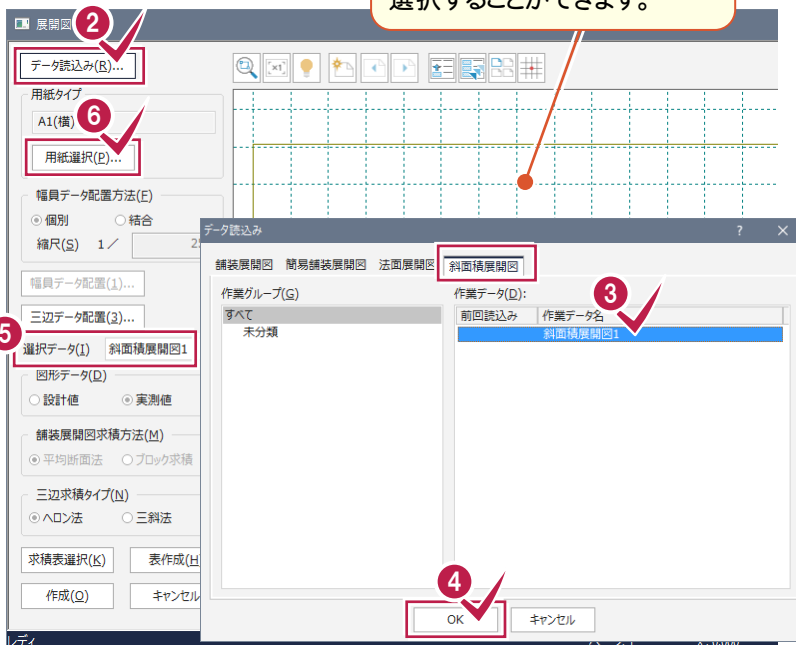 選択することができます。
展開図
2
データ読込み(R)...
用紙タイプ
A1(横)
6
用紙選択(P)...
幅員データ配置方法(F)
個別
結合
縮尺(S) 1／
幅員データ配置(1)...
三辺データ配置(3)...
5
選択データ(I) 斜面積展開図1
図形データ(D)
設計値
実測値
舗装展開図求積方法(M)
平均断面法
ブロック求積
三辺求積タイプ(N)
ヘロン法
三斜法
求積表選択(K)
表作成(H
作成(O)
キャンセル
レディ
×1
データ読込み
?
×
舗装展開図 簡易舗装展開図 法面展開図 斜面積展開図
作業グループ(G)
すべて
未分類
作業データ(D):
3
前回読込み 作業データ名
斜面積展開図1
4
OK
キャンセル